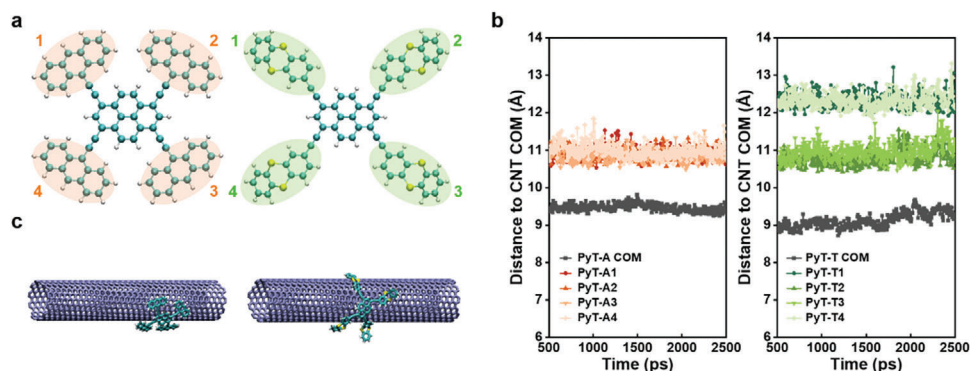 a
1
2
4
3
1
2
4
3
c
b
Distance to CNT COM (Å)
14
13
12
11
10
9
8
7
6
PyT-A COM
PyT-A1
PyT-A2
PyT-A3
PyT-A4
500 1000 1500 2000 2500
Time (ps)
Distance to CNT COM (Å)
14
13
12
11
10
9
8
7
6
PyT-T COM
PyT-T1
PyT-T2
PyT-T3
PyT-T4
500 1000 1500 2000 2500
Time (ps)